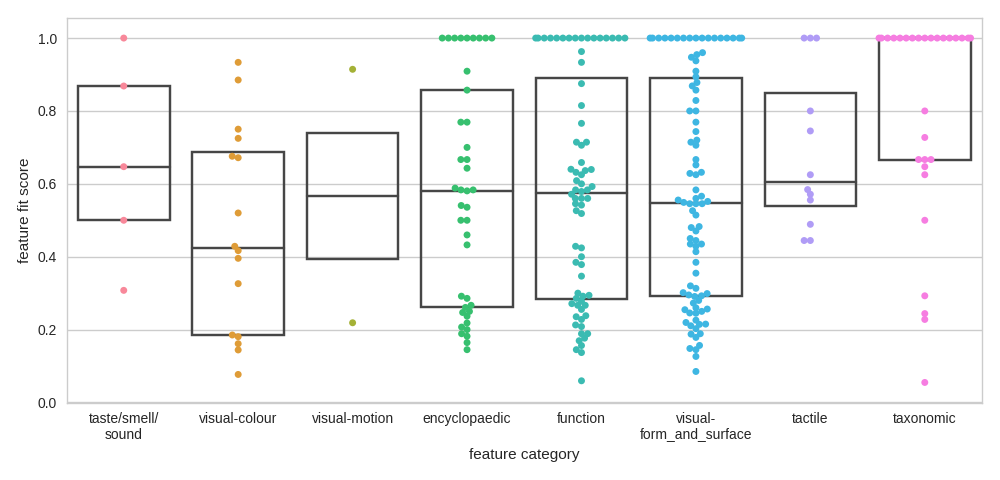 feature fit score
1.0
0.8
0.6
0.4
0.2
0.0
taste/smell/
sound
visual-colour
visual-motion
encyclopaedic
function
visual-
form_and_surface
tactile
taxonomic
feature category